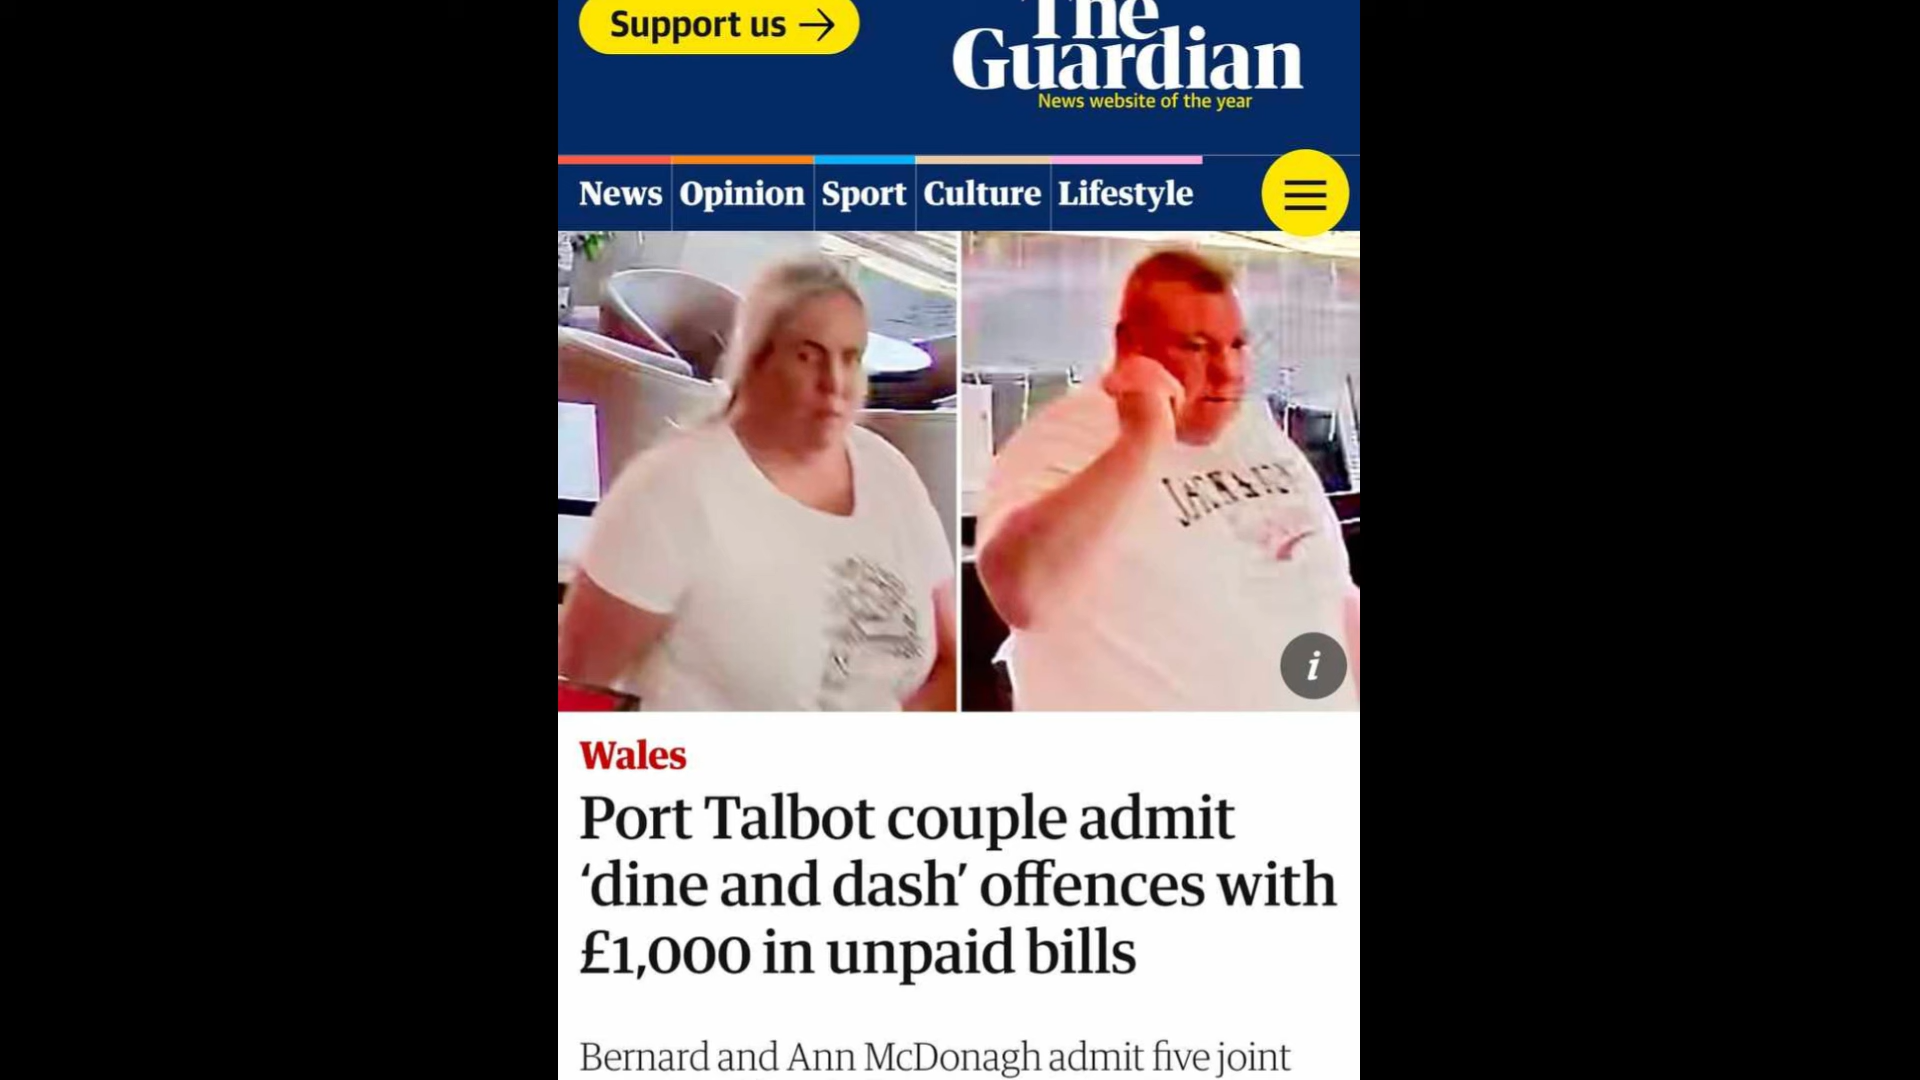 Support us →
The
Guardian
News website of the year
News Opinion Sport Culture Lifestyle
i
Wales
Port Talbot couple admit
‘dine and dash’ offences with
£1,000 in unpaid bills
Bernard and Ann McDonagh admit five joint